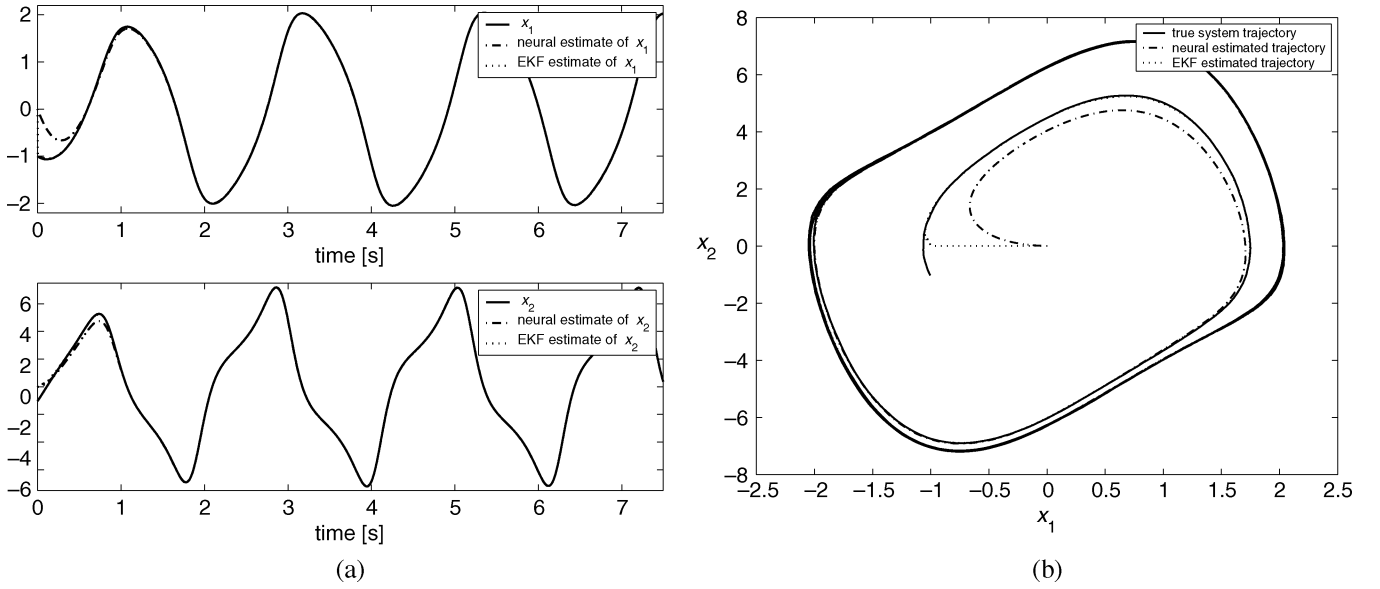 2
1
0
−1
−2
x1
neural estimate of x1
EKF estimate of x1
0 1 2 3 4 5 6 7
time [s]
6
4
2
0
−2
−4
−6
x2
neural estimate of x2
EKF estimate of x2
0 1 2 3 4 5 6 7
time [s]
(a)
8
6
4
2
0
−2
−4
−6
−8
x2
true system trajectory
neural estimated trajectory
EKF estimated trajectory
−2.5 −2 −1.5 −1 −0.5 0 0.5 1 1.5 2 2.5
x1
(b)